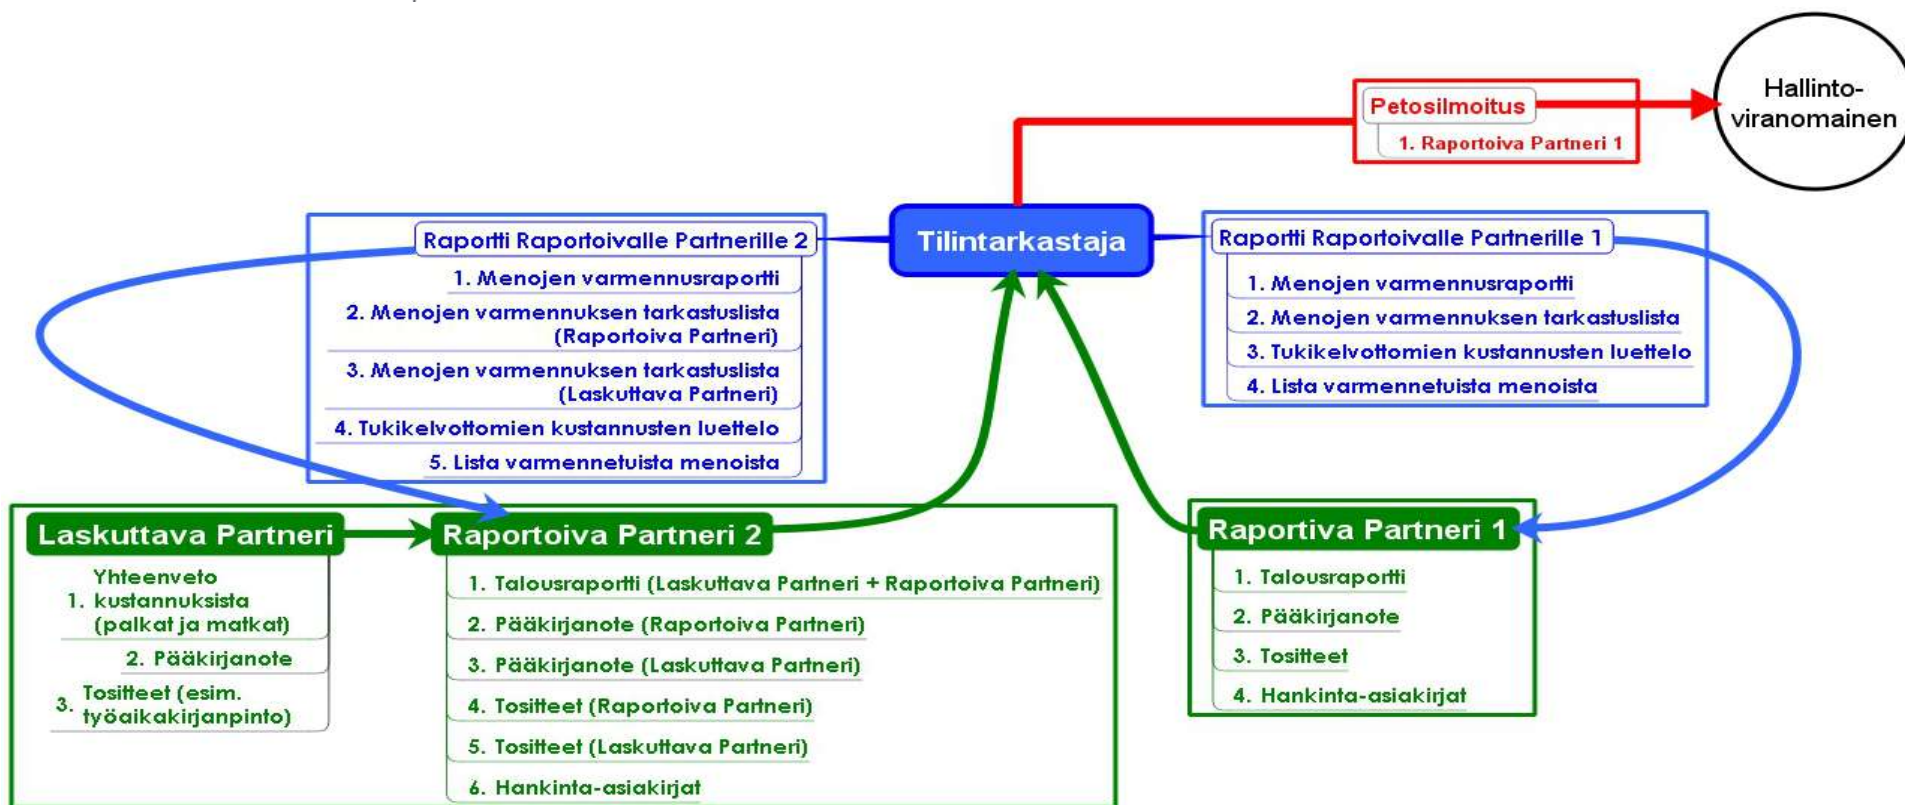 Hallinto-
viranomainen
Petosilmoitus
1. Raportoiva Partneri 1
Tilintarkastaja
Raportti Raportoivalle Partnerille 2
1. Menojen varmennusraportti
2. Menojen varmennuksen tarkastuslista
(Raportoiva Partneri)
3. Menojen varmennuksen tarkastuslista
(Laskuttava Partneri)
4. Tukikelvottomien kustannusten luettelo
5. Lista varmennetuista menoista
Raportti Raportoivalle Partnerille 1
1. Menojen varmennusraportti
2. Menojen varmennuksen tarkastuslista
3. Tukikelvottomien kustannusten luettelo
4. Lista varmennetuista menoista
Laskuttava Partneri
Yhteenveto
1. kustannuksista
(palkat ja matkat)
2. Pääkirjanote
3. Tositteet (esim.
työaikakirjanpinto)
Raportoiva Partneri 2
1. Talousraportti (Laskuttava Partneri + Raportoiva Partneri)
2. Pääkirjanote (Raportoiva Partneri)
3. Pääkirjanote (Laskuttava Partneri)
4. Tositteet (Raportoiva Partneri)
5. Tositteet (Laskuttava Partneri)
6. Hankinta-asiakirjat
Raportiva Partneri 1
1. Talousraportti
2. Pääkirjanote
3. Tositteet
4. Hankinta-asiakirjat